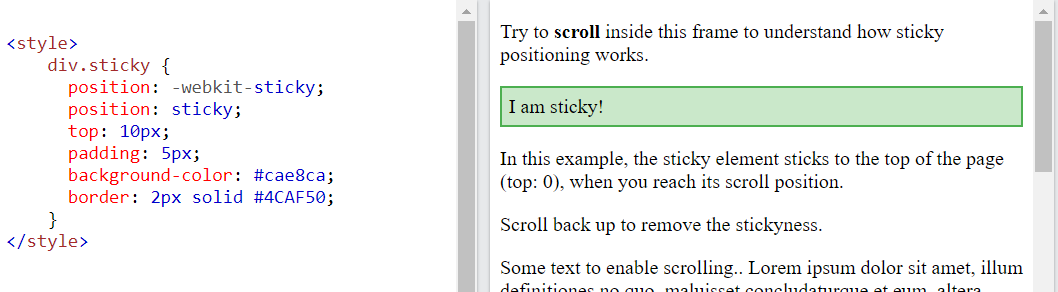 <style>
div.sticky {
position: -webkit-sticky;
position: sticky;
top: 10px;
padding: 5px;
background-color: #cae8ca;
border: 2px solid #4CAF50;
}
</style>
Try to scroll inside this frame to understand how sticky
positioning works.
I am sticky!
In this example, the sticky element sticks to the top of the page
(top: 0), when you reach its scroll position.
Scroll back up to remove the stickyness.
Some text to enable scrolling.. Lorem ipsum dolor sit amet, illum
definitiones no quo, maluisset concludaturque et eum, altera